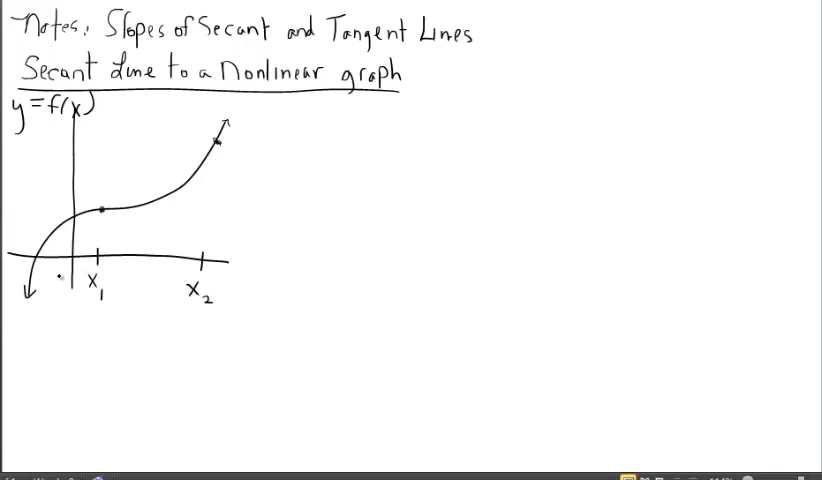 Notes: Slopes of Secant and Tangent Lines
Secant Line to a Nonlinear graph
y=f(x)
x₁ x₂